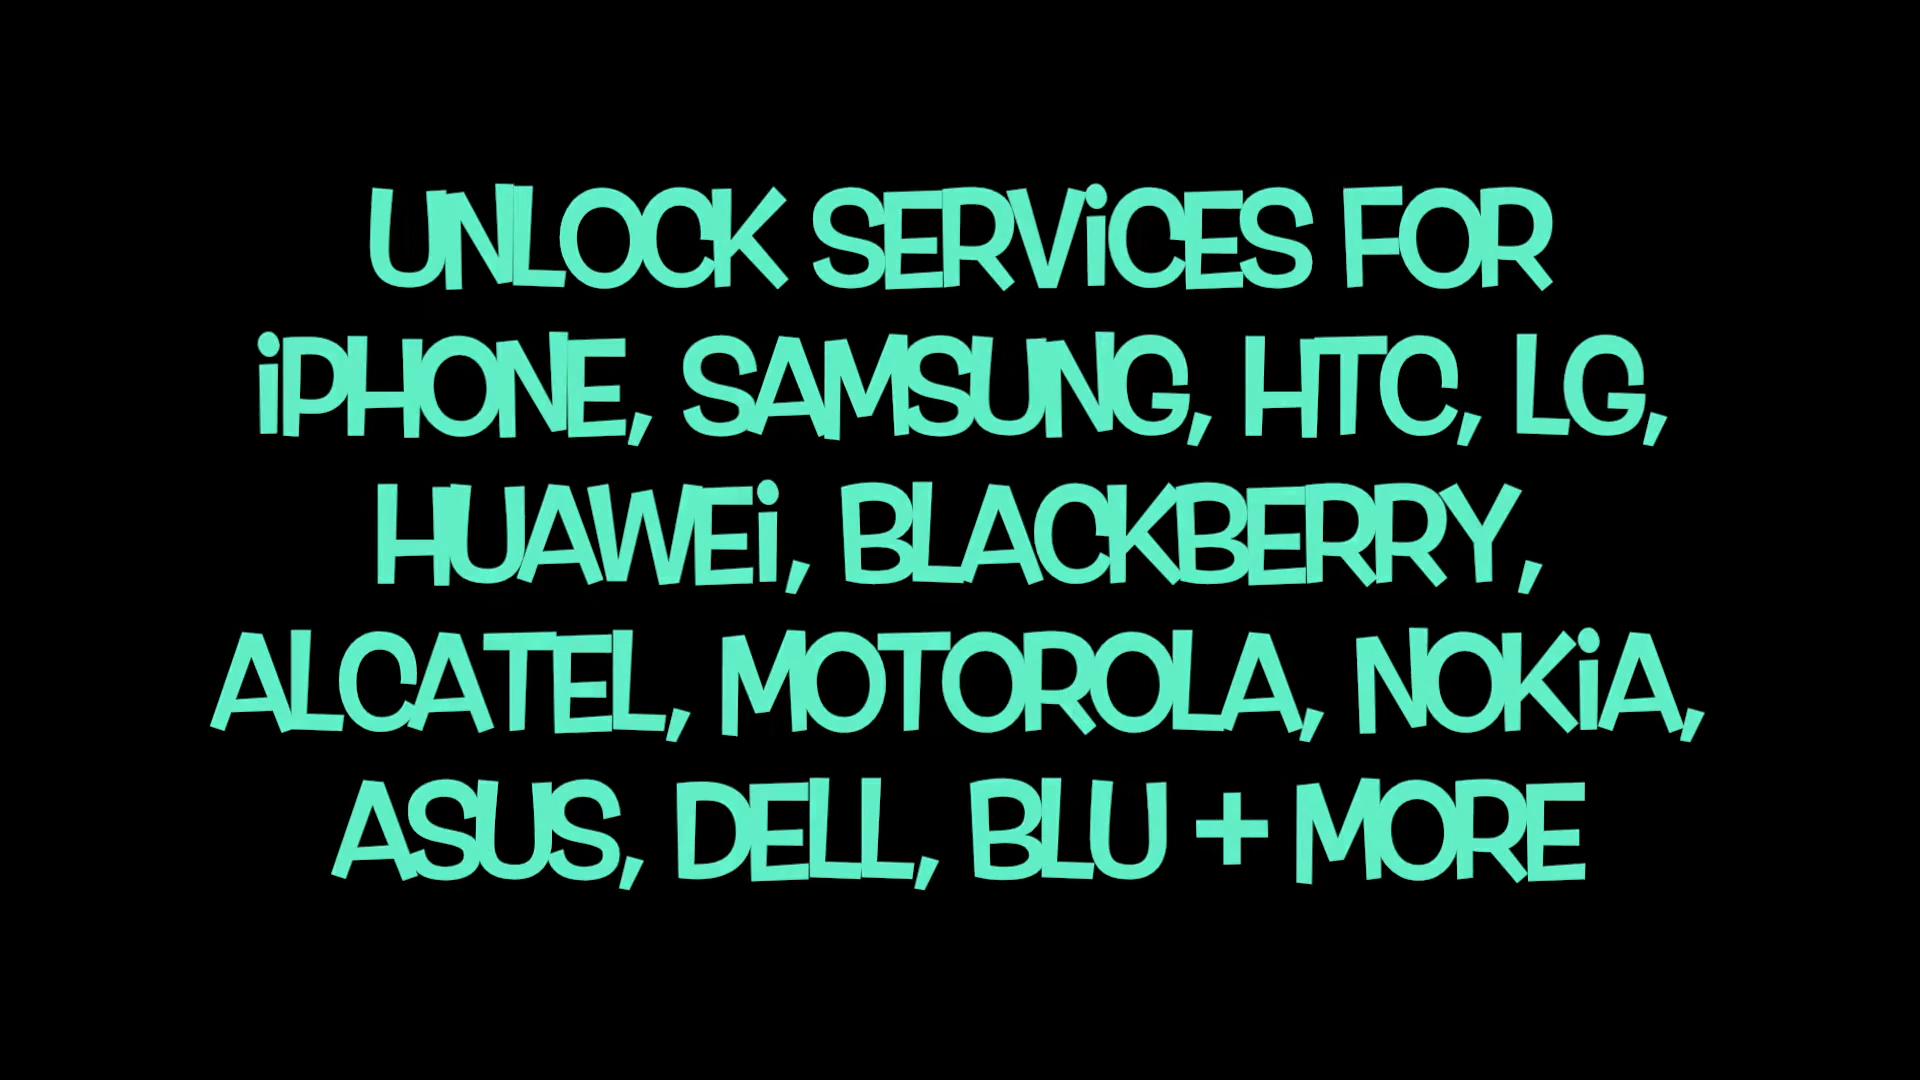 UNLOCK SERViCES FOR
iPHONE, SAMSUNG, HTC, LG,
HUAWEi, BLACKBERRY,
ALCATEL, MOTOROLA, NOKiA,
ASUS, DELL, BLU + MORE